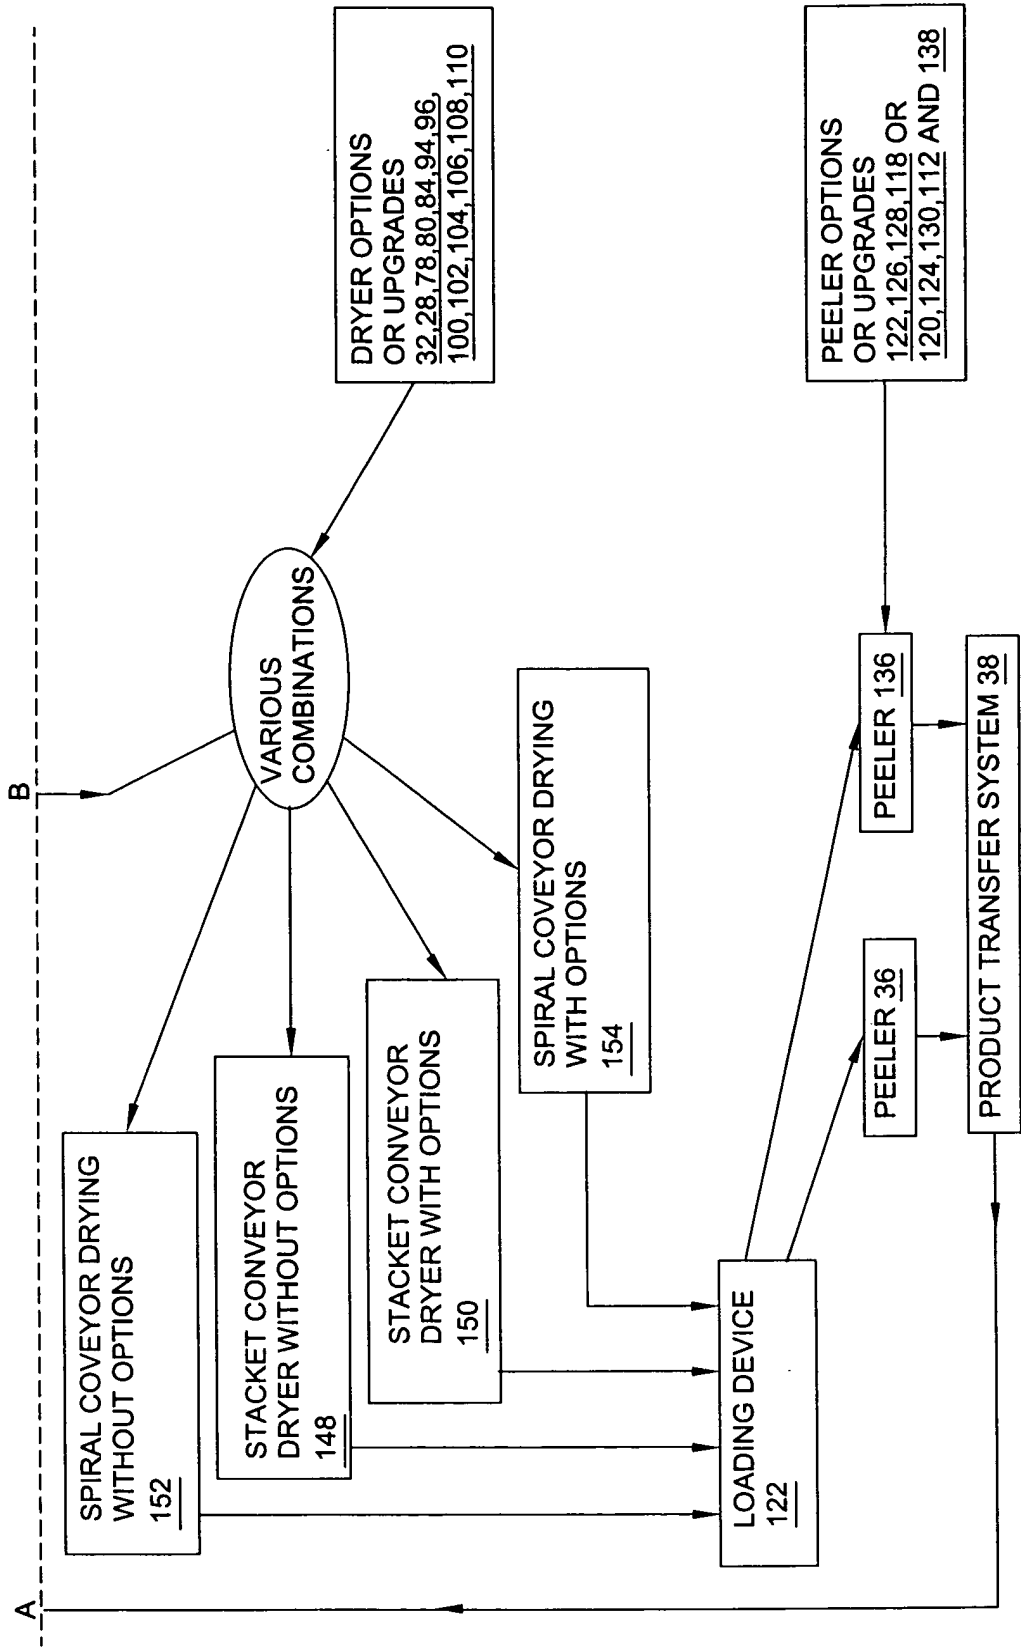 A
B
DRYER OPTIONS
OR UPGRADES
32,28,78,80,84,94,96,
100,102,104,106,108,110
VARIOUS
COMBINATIONS
SPIRAL COVEYOR DRYING
WITHOUT OPTIONS
152
STACKET CONVEYOR
DRYER WITHOUT OPTIONS
148
STACKET CONVEYOR
DRYER WITH OPTIONS
150
SPIRAL COVEYOR DRYING
WITH OPTIONS
154
LOADING DEVICE
122
PEELER OPTIONS
OR UPGRADES
122,126,128,118 OR
120,124,130,112 AND 138
PEELER 36
PEELER 136
PRODUCT TRANSFER SYSTEM 38